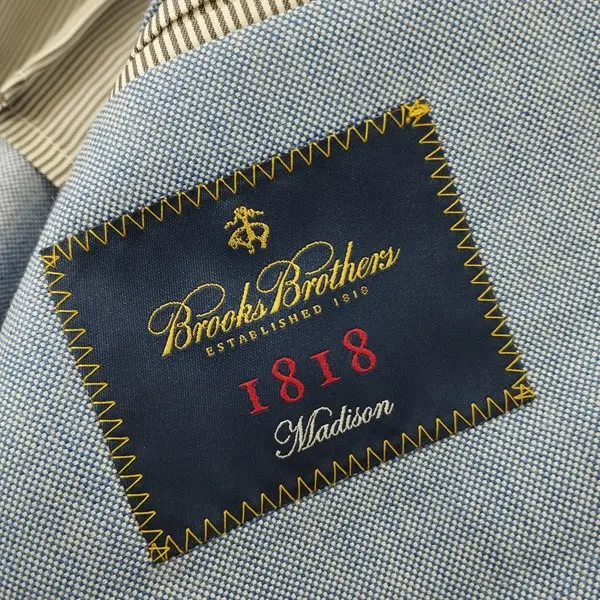 Brooks Brothers
ESTABLISHED 1818
1818
Madison